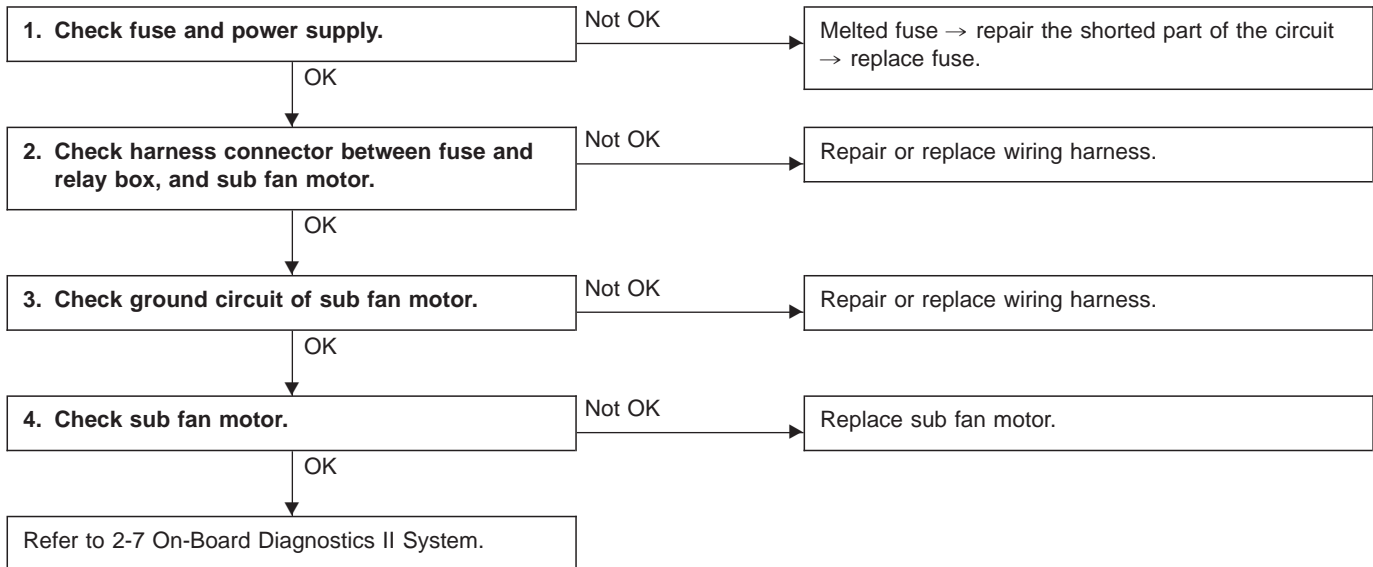 1. Check fuse and power supply.
Not OK
Melted fuse → repair the shorted part of the circuit
→ replace fuse.
OK
2. Check harness connector between fuse and
relay box, and sub fan motor.
Not OK
Repair or replace wiring harness.
OK
3. Check ground circuit of sub fan motor.
Not OK
Repair or replace wiring harness.
OK
4. Check sub fan motor.
Not OK
Replace sub fan motor.
OK
Refer to 2-7 On-Board Diagnostics II System.